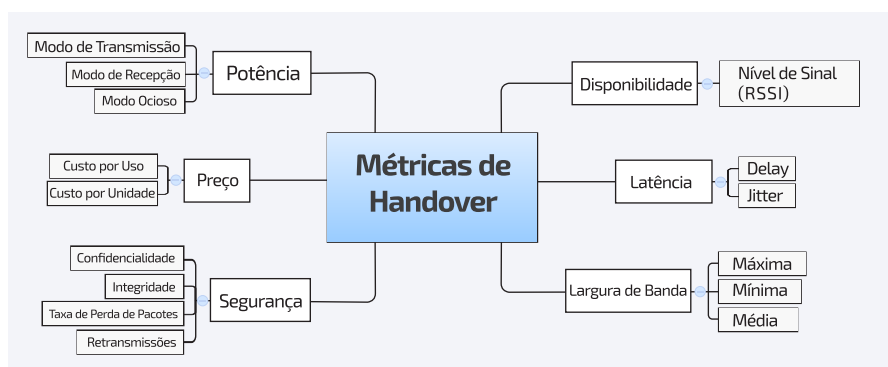 Métricas de
Handover
Potência
Modo de Transmissão
Modo de Recepção
Modo Ocioso
Preço
Custo por Uso
Custo por Unidade
Segurança
Confidencialidade
Integridade
Taxa de Perda de Pacotes
Retransmissões
Disponibilidade
Nível de Sinal
(RSSI)
Latência
Delay
Jitter
Largura de Banda
Máxima
Mínima
Média